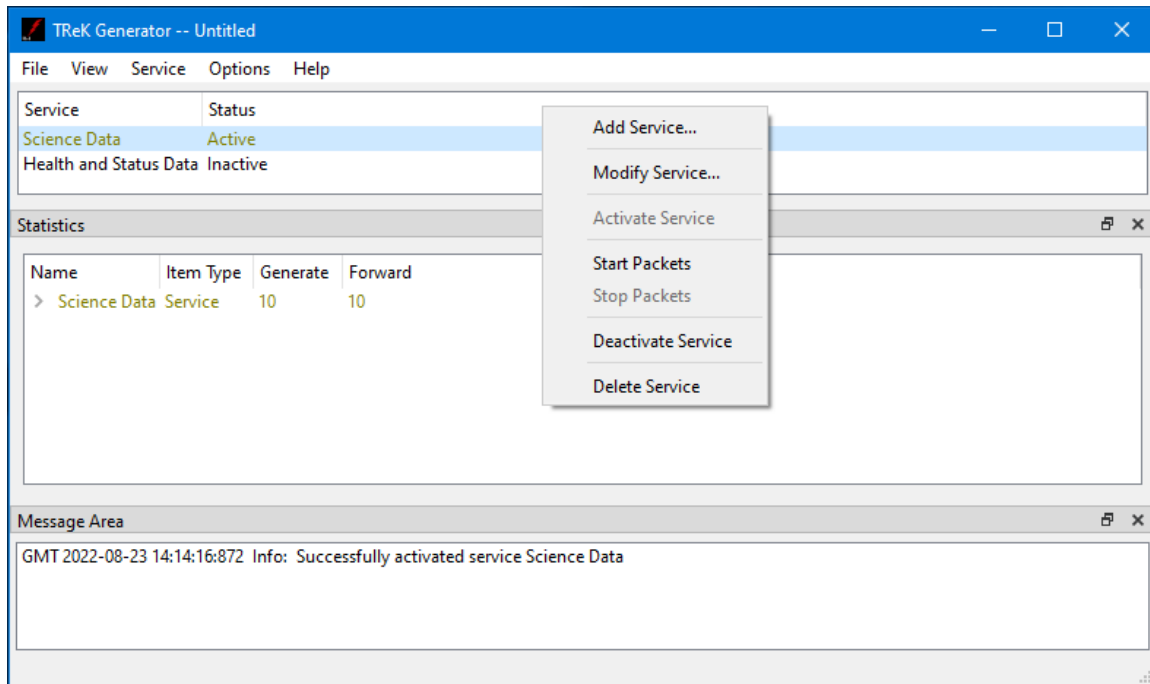 TReK Generator -- Untitled
File View Service Options Help
Service Status
Science Data Active
Health and Status Data Inactive
Add Service...
Modify Service...
Activate Service
Start Packets
Stop Packets
Deactivate Service
Delete Service
Statistics
Name Item Type Generate Forward
Science Data Service 10 10
Message Area
GMT 2022-08-23 14:14:16:872 Info: Successfully activated service Science Data